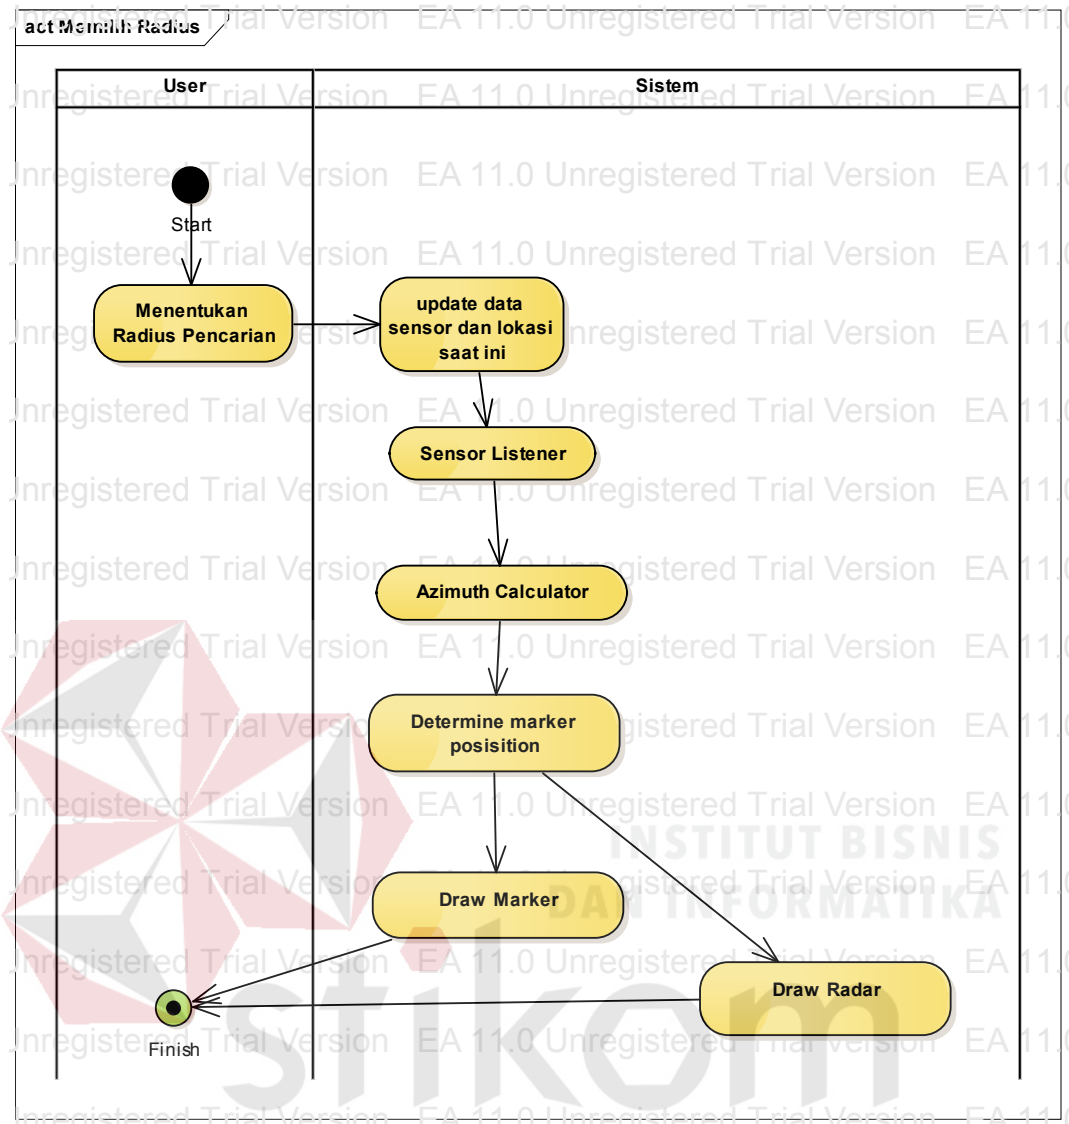 act Memilih Radius
User
Sistem
Start
Menentukan
Radius Pencarian
update data
sensor dan lokasi
saat ini
Sensor Listener
Azimuth Calculator
Determine marker
posisition
Draw Marker
Draw Radar
Finish
INSTITUT BISNIS
DAN INFORMATIKA
stikom
EA 11.0 Unregistered Trial Version